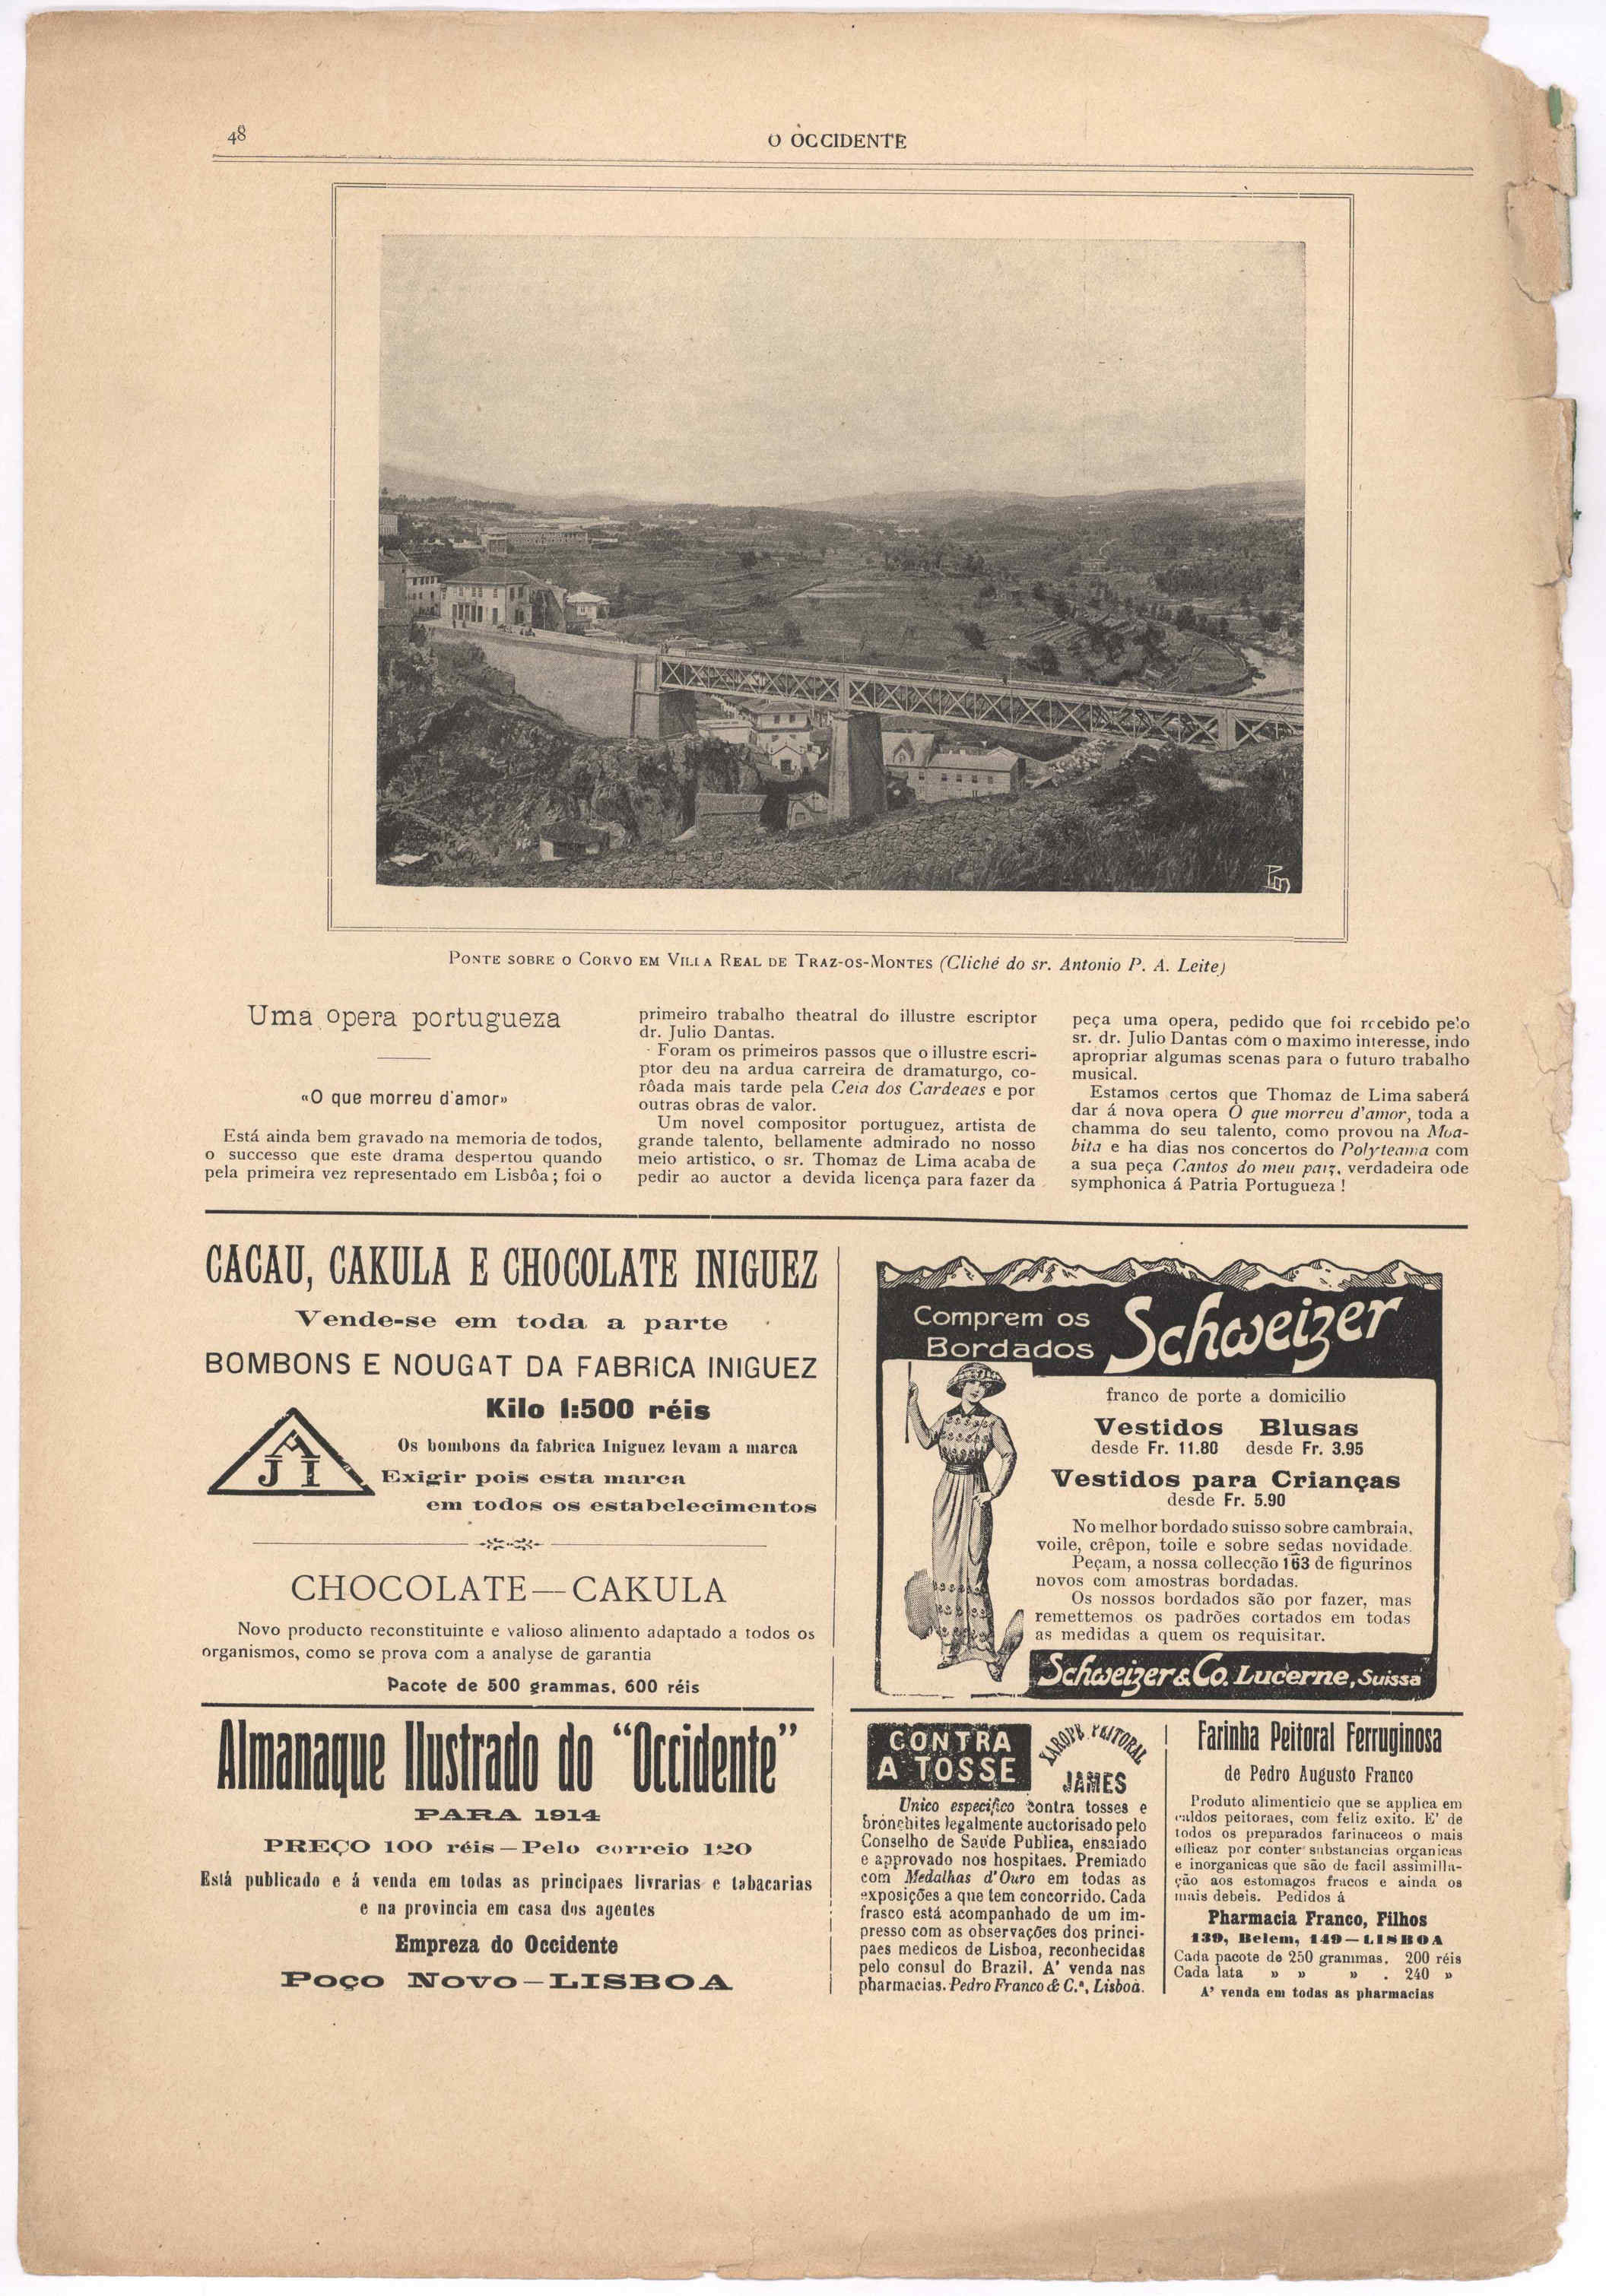 48
O OCCIDENTE
PONTE SOBRE O CORVO EM VILLA REAL DE TRAZ-OS-MONTES (Cliché do sr. Antonio P. A. Leite)
Uma opera portugueza
«O que morreu d'amor»
Está ainda bem gravado na memoria de todos,
o successo que este drama despertou quando
pela primeira vez representado em Lisbôa; foi o
primeiro trabalho theatral do illustre escriptor
dr. Julio Dantas.
Foram os primeiros passos que o illustre escri-
ptor deu na ardua carreira de dramaturgo, co-
rôada mais tarde pela Ceia dos Cardeaes e por
outras obras de valor.
Um novel compositor portuguez, artista de
grande talento, bellamente admirado no nosso
meio artistico, o sr. Thomaz de Lima acaba de
pedir ao auctor a devida licença para fazer da
peça uma opera, pedido que foi recebido pelo
sr. dr. Julio Dantas com o maximo interesse, indo
apropriar algumas scenas para o futuro trabalho
musical.
Estamos certos que Thomaz de Lima saberá
dar á nova opera O que morreu d'amor, toda a
chamma do seu talento, como provou na Moa-
bita e ha dias nos concertos do Polyteama com
a sua peça Cantos do meu paiz, verdadeira ode
symphonica á Patria Portugueza !
CACAU, CAKULA E CHOCOLATE INIGUEZ
Vende-se em toda a parte
BOMBONS E NOUGAT DA FABRICA INIGUEZ
Kilo 1:500 réis
A
J I
Os bombons da fabrica Iniguez levam a marca
Exigir pois esta marca
em todos os estabelecimentos
CHOCOLATE—CAKULA
Novo producto reconstituinte e valioso alimento adaptado a todos os
organismos, como se prova com a analyse de garantia
Pacote de 500 grammas, 600 réis
Almanaque Ilustrado do “Occidente”
PARA 1914
PREÇO 100 réis—Pelo correio 120
Está publicado e á venda em todas as principaes livrarias e tabacarias
e na provincia em casa dos agentes
Empreza do Occidente
Poço Novo—LISBOA
Comprem os
Bordados
Schweizer
franco de porte a domicilio
Vestidos Blusas
desde Fr. 11.80 desde Fr. 3.95
Vestidos para Crianças
desde Fr. 5.90
No melhor bordado suisso sobre cambraia,
voile, crêpon, toile e sobre sedas novidade.
Peçam, a nossa collecção 163 de figurinos
novos com amostras bordadas.
Os nossos bordados são por fazer, mas
remettemos os padrões cortados em todas
as medidas a quem os requisitar.
Schweizer & Co. Lucerne, Suissa
CONTRA
A TOSSE
XAROPE PEITORAL
JAMES
Unico especifico contra tosses e
bronchites legalmente auctorisado pelo
Conselho de Saude Publica, ensaiado
e approvado nos hospitaes. Premiado
com Medalhas d'Ouro em todas as
exposições a que tem concorrido. Cada
frasco está acompanhado de um im-
presso com as observações dos princi-
paes medicos de Lisboa, reconhecidas
pelo consul do Brazil. A' venda nas
pharmacias. Pedro Franco & C.ª, Lisboa.
Farinha Peitoral Ferruginosa
de Pedro Augusto Franco
Produto alimenticio que se applica em
caldos peitoraes, com feliz exito. E' de
todos os preparados farinaceos o mais
efficaz por conter substancias organicas
e inorganicas que são de facil assimilla-
ção aos estomagos fracos e ainda os
mais debeis. Pedidos á
Pharmacia Franco, Filhos
139, Belem, 149—LISBOA
Cada pacote de 250 grammas. 200 réis
Cada lata » » » . 240 »
A' venda em todas as pharmacias